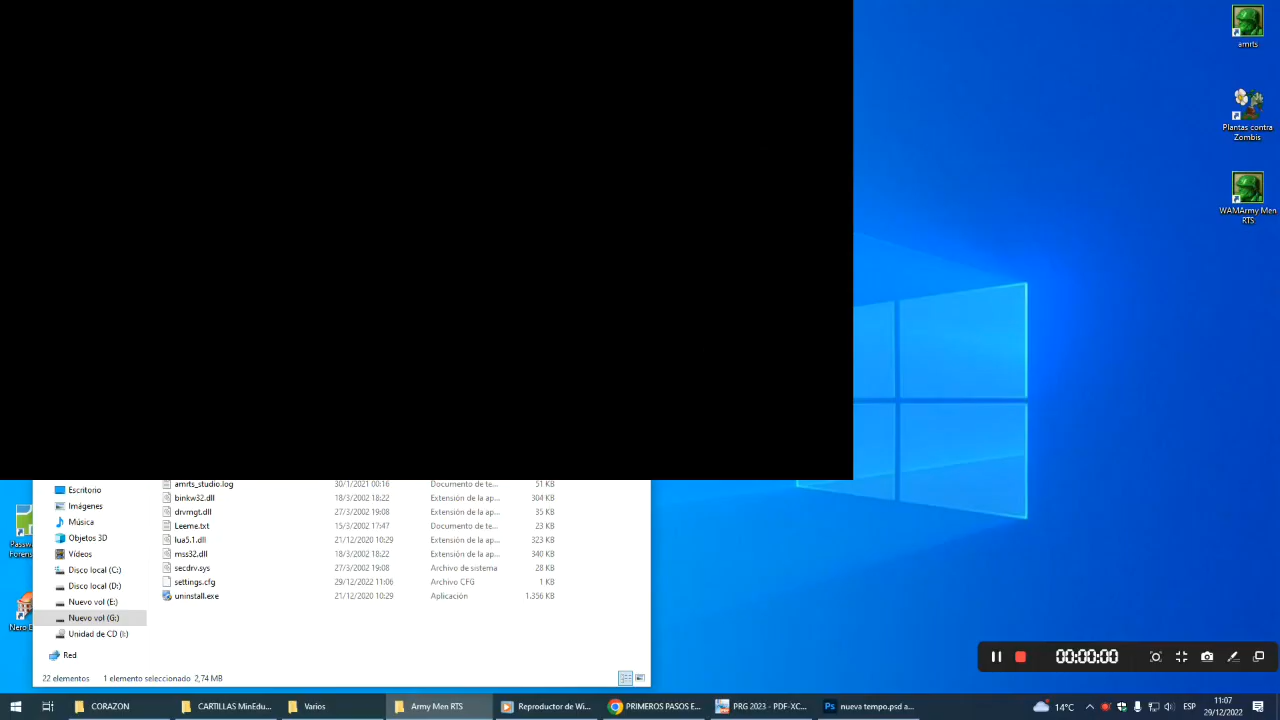 amrts
Plantas contra
Zombis
WAMArmy Men
RTS
amrts_studio.log 30/1/2021 00:16 Documento de te... 51 KB
Escritorio
binkw32.dll 18/3/2002 18:22 Extensión de la ap... 304 KB
Imágenes
drvmgt.dll 27/3/2002 19:08 Extensión de la ap... 35 KB
Música
Leeme.txt 15/3/2002 17:47 Documento de te... 23 KB
Objetos 3D
lua5.1.dll 21/12/2020 10:29 Extensión de la ap... 323 KB
Vídeos
mss32.dll 18/3/2002 18:22 Extensión de la ap... 340 KB
Disco local (C:)
secdrv.sys 27/3/2002 19:08 Archivo de sistema 28 KB
Disco local (D:)
settings.cfg 29/12/2022 11:06 Archivo CFG 1 KB
Nuevo vol (E:)
uninstall.exe 21/12/2020 10:29 Aplicación 1.356 KB
Nuevo vol (G:)
Unidad de CD (I:)
Red
22 elementos 1 elemento seleccionado 2,74 MB
Passw
Forens
Nero
00:00:00
CORAZON
CARTILLAS MinEdu...
Varios
Army Men RTS
Reproductor de Wi...
PRIMEROS PASOS E...
PRG 2023 - PDF-XC...
nueva tempo.psd a...
14°C
ESP
11:07
29/12/2022